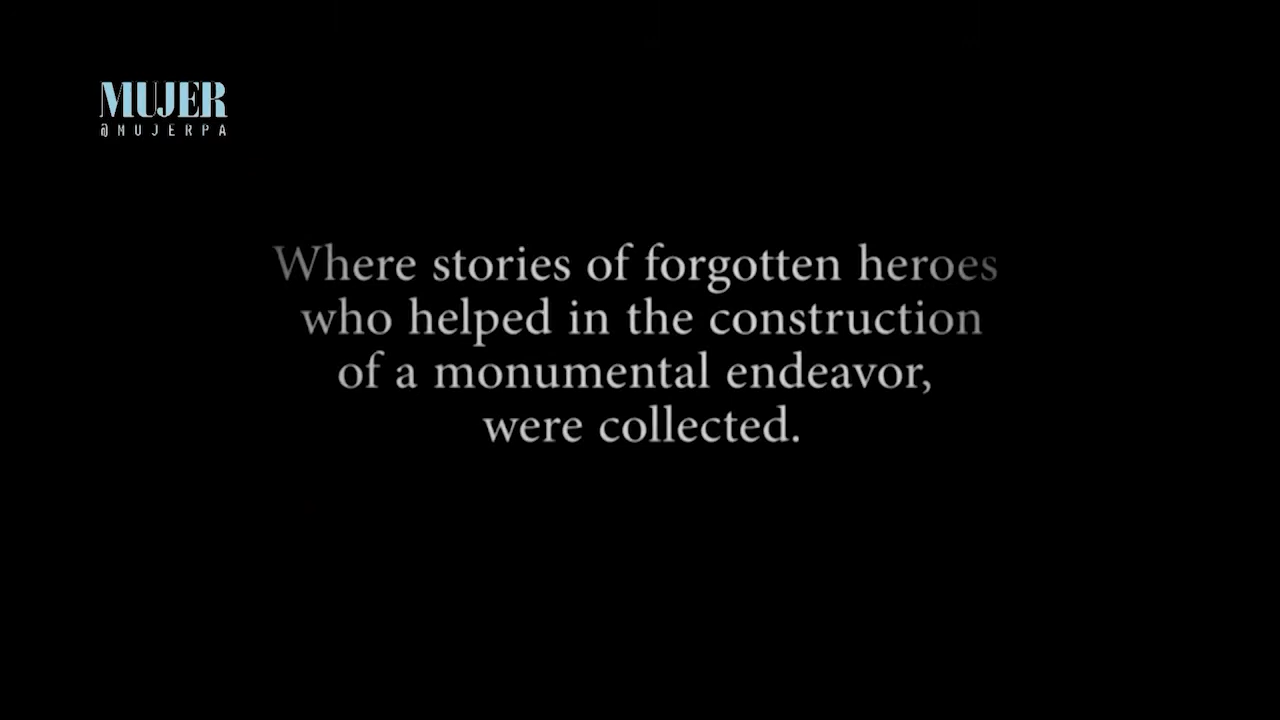 MUJER
@MUJERPA
Where stories of forgotten heroes
who helped in the construction
of a monumental endeavor,
were collected.